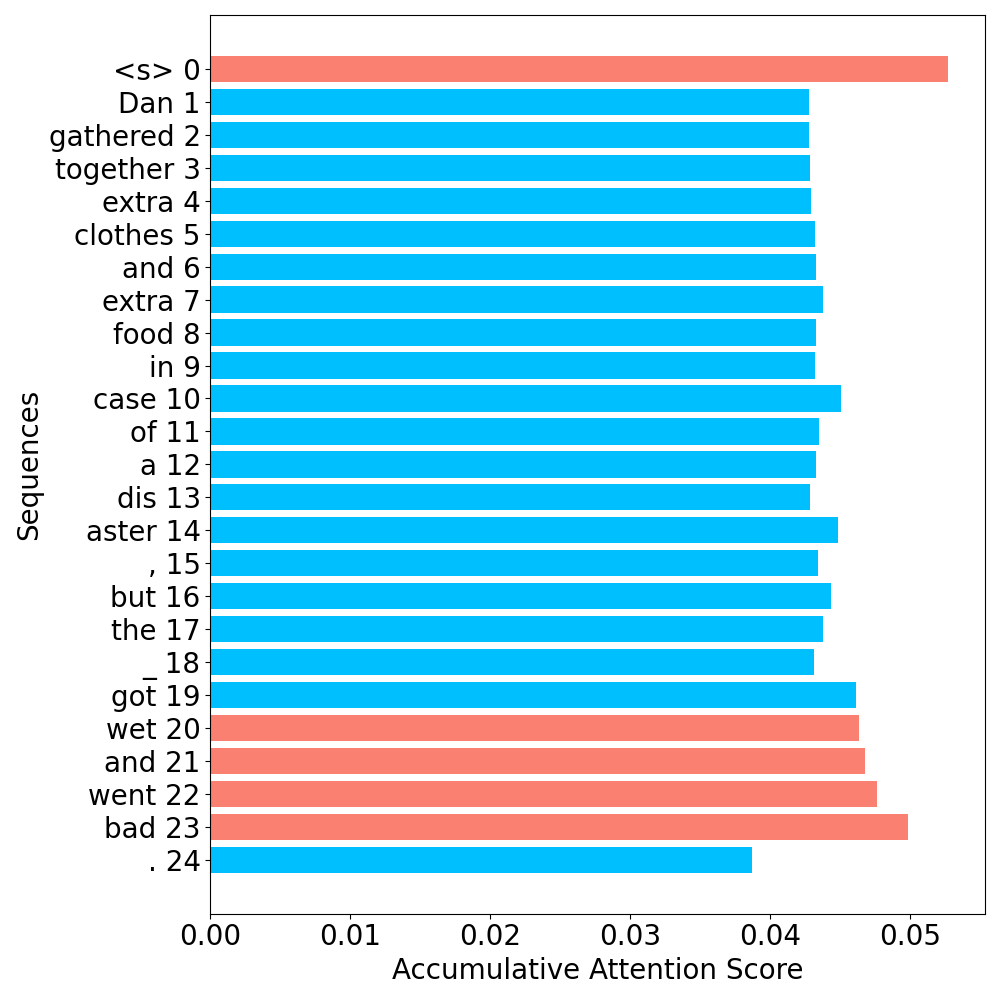 <s> 0
Dan 1
gathered 2
together 3
extra 4
clothes 5
and 6
extra 7
food 8
in 9
case 10
of 11
a 12
dis 13
aster 14
, 15
but 16
the 17
_ 18
got 19
wet 20
and 21
went 22
bad 23
. 24
Sequences
0.00 0.01 0.02 0.03 0.04 0.05
Accumulative Attention Score